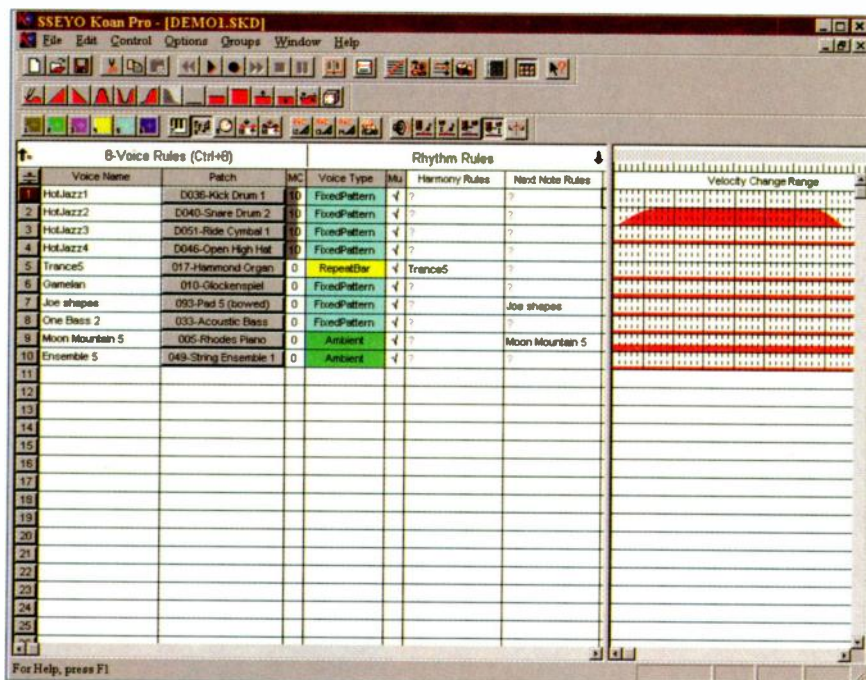 SSEYO Koan Pro - [DEMO1.SKD]
File Edit Control Options Groups Window Help
8-Voice Rules (Ctrl+8) Rhythm Rules
Voice Name Patch MC Voice Type Mu Harmony Rules Next Note Rules Velocity Change Range
1 HotJazz1 D036-Kick Drum 1 10 FixedPattern √ ? ?
2 HotJazz2 D040-Snare Drum 2 10 FixedPattern √ ? ?
3 HotJazz3 D051-Ride Cymbal 1 10 FixedPattern √ ? ?
4 HotJazz4 D046-Open High Hat 10 FixedPattern √ ? ?
5 Trance5 017-Hammond Organ 0 RepeatBar √ Trance5 ?
6 Gamelan 010-Glockenspiel 0 FixedPattern √ ? ?
7 Joe shapes 093-Pad 5 (bowed) 0 FixedPattern √ ? Joe shapes
8 One Bass 2 033-Acoustic Bass 0 FixedPattern √ ? ?
9 Moon Mountain 5 005-Rhodes Piano 0 Ambient √ ? Moon Mountain 5
10 Ensemble 5 049-String Ensemble 1 0 Ambient √ ? ?
11
12
13
14
15
16
17
18
19
20
21
22
23
24
25
For Help, press F1